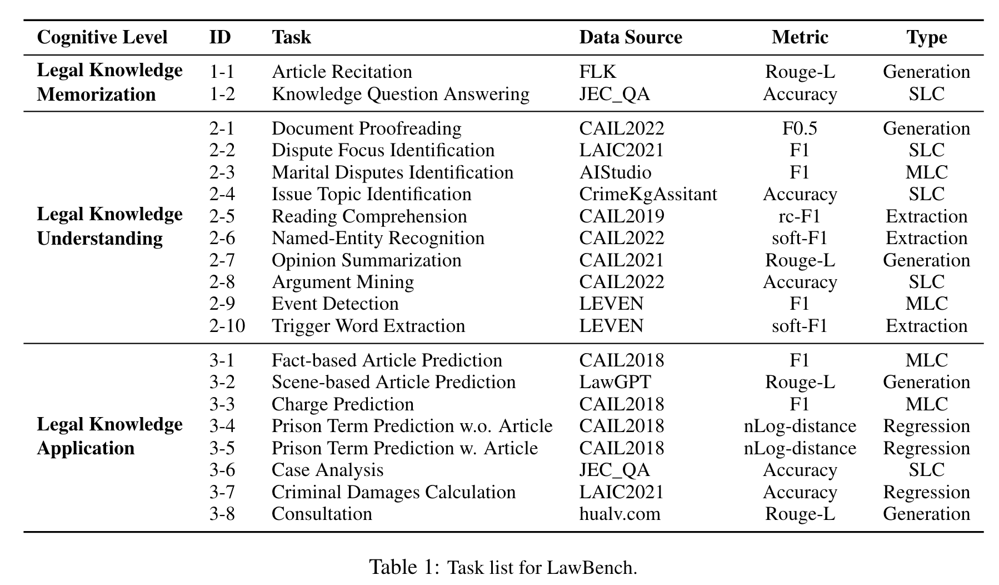 Cognitive Level ID Task Data Source Metric Type
Legal Knowledge Memorization
1-1 Article Recitation FLK Rouge-L Generation
1-2 Knowledge Question Answering JEC_QA Accuracy SLC
Legal Knowledge Understanding
2-1 Document Proofreading CAIL2022 F0.5 Generation
2-2 Dispute Focus Identification LAIC2021 F1 SLC
2-3 Marital Disputes Identification AIStudio F1 MLC
2-4 Issue Topic Identification CrimeKgAssitant Accuracy SLC
2-5 Reading Comprehension CAIL2019 rc-F1 Extraction
2-6 Named-Entity Recognition CAIL2022 soft-F1 Extraction
2-7 Opinion Summarization CAIL2021 Rouge-L Generation
2-8 Argument Mining CAIL2022 Accuracy SLC
2-9 Event Detection LEVEN F1 MLC
2-10 Trigger Word Extraction LEVEN soft-F1 Extraction
Legal Knowledge Application
3-1 Fact-based Article Prediction CAIL2018 F1 MLC
3-2 Scene-based Article Prediction LawGPT Rouge-L Generation
3-3 Charge Prediction CAIL2018 F1 MLC
3-4 Prison Term Prediction w.o. Article CAIL2018 nLog-distance Regression
3-5 Prison Term Prediction w. Article CAIL2018 nLog-distance Regression
3-6 Case Analysis JEC_QA Accuracy SLC
3-7 Criminal Damages Calculation LAIC2021 Accuracy Regression
3-8 Consultation hualv.com Rouge-L Generation
Table 1: Task list for LawBench.